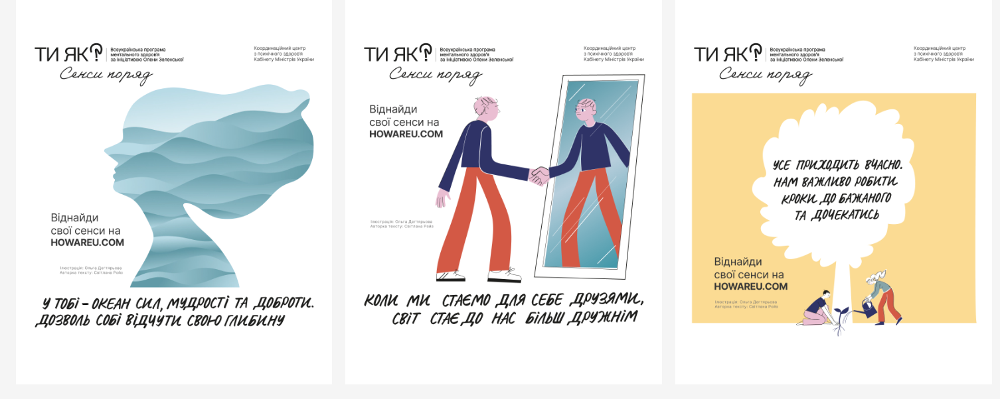 ТИ ЯК?
Всеукраїнська програма
ментального здоров'я
за ініціативою Олени Зеленської
Координаційний центр
з психічного здоров'я
Кабінету Міністрів України
Сенси поряд
Віднайди
свої сенси на
HOWAREU.COM
Ілюстрація: Ольга Дегтярьова
Авторка тексту: Світлана Ройз
У ТОБІ – ОКЕАН СИЛ, МУДРОСТІ ТА ДОБРОТИ.
ДОЗВОЛЬ СОБІ ВІДЧУТИ СВОЮ ГЛИБИНУ
ТИ ЯК?
Всеукраїнська програма
ментального здоров'я
за ініціативою Олени Зеленської
Координаційний центр
з психічного здоров'я
Кабінету Міністрів України
Сенси поряд
Віднайди
свої сенси на
HOWAREU.COM
Ілюстрація: Ольга Дегтярьова
Авторка тексту: Світлана Ройз
КОЛИ МИ СТАЄМО ДЛЯ СЕБЕ ДРУЗЯМИ,
СВІТ СТАЄ ДО НАС БІЛЬШ ДРУЖНІМ
ТИ ЯК?
Всеукраїнська програма
ментального здоров'я
за ініціативою Олени Зеленської
Координаційний центр
з психічного здоров'я
Кабінету Міністрів України
Сенси поряд
УСЕ ПРИХОДИТЬ ВЧАСНО.
НАМ ВАЖЛИВО РОБИТИ
КРОКИ ДО БАЖАНОГО
ТА ДОЧЕКАТИСЬ
Віднайди
свої сенси на
HOWAREU.COM
Ілюстрація: Ольга Дегтярьова
Авторка тексту: Світлана Ройз